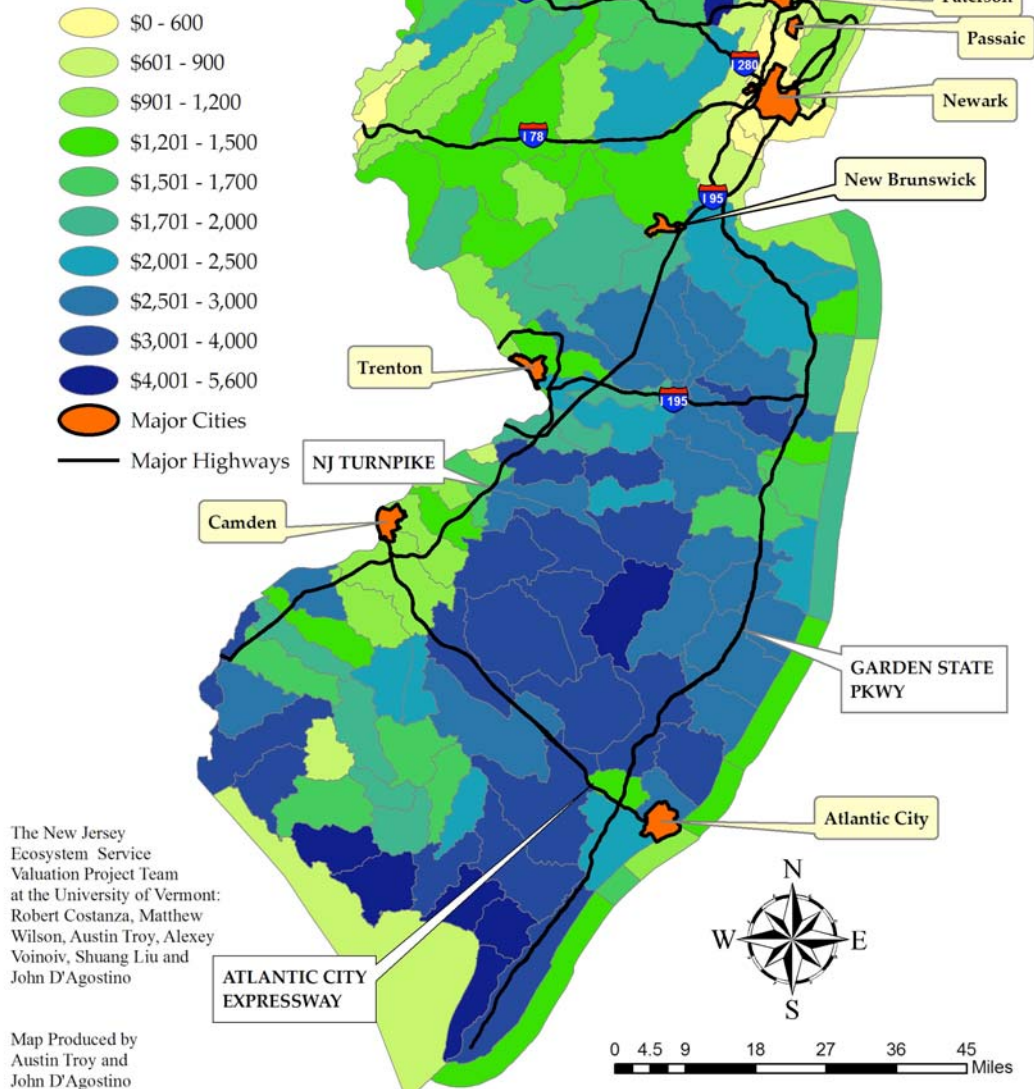 $0 - 600
$601 - 900
$901 - 1,200
$1,201 - 1,500
$1,501 - 1,700
$1,701 - 2,000
$2,001 - 2,500
$2,501 - 3,000
$3,001 - 4,000
$4,001 - 5,600
Major Cities
Major Highways
Paterson
Passaic
I 280
Newark
I 78
New Brunswick
I 95
Trenton
I 195
NJ TURNPIKE
Camden
GARDEN STATE
PKWY
Atlantic City
ATLANTIC CITY
EXPRESSWAY
The New Jersey
Ecosystem Service
Valuation Project Team
at the University of Vermont:
Robert Costanza, Matthew
Wilson, Austin Troy, Alexey
Voinoiv, Shuang Liu and
John D'Agostino
Map Produced by
Austin Troy and
John D'Agostino
N
W E
S
0 4.5 9 18 27 36 45
Miles